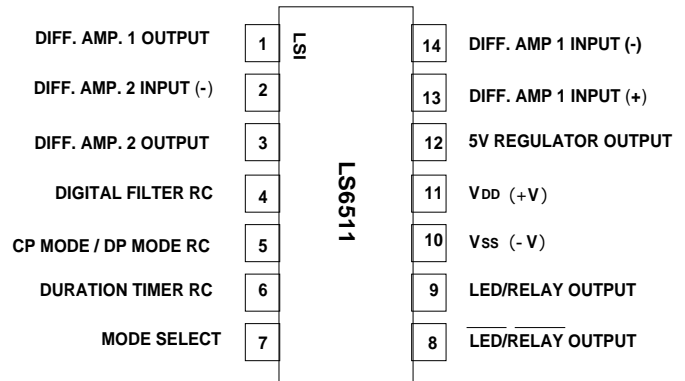 DIFF. AMP. 1 OUTPUT
1
LSI
14
DIFF. AMP 1 INPUT (-)
DIFF. AMP. 2 INPUT (-)
2
13
DIFF. AMP 1 INPUT (+)
DIFF. AMP. 2 OUTPUT
3
12
5V REGULATOR OUTPUT
DIGITAL FILTER RC
4
LS6511
11
VDD (+V)
CP MODE / DP MODE RC
5
10
Vss (-V)
DURATION TIMER RC
6
9
LED/RELAY OUTPUT
MODE SELECT
7
8
LED/RELAY OUTPUT